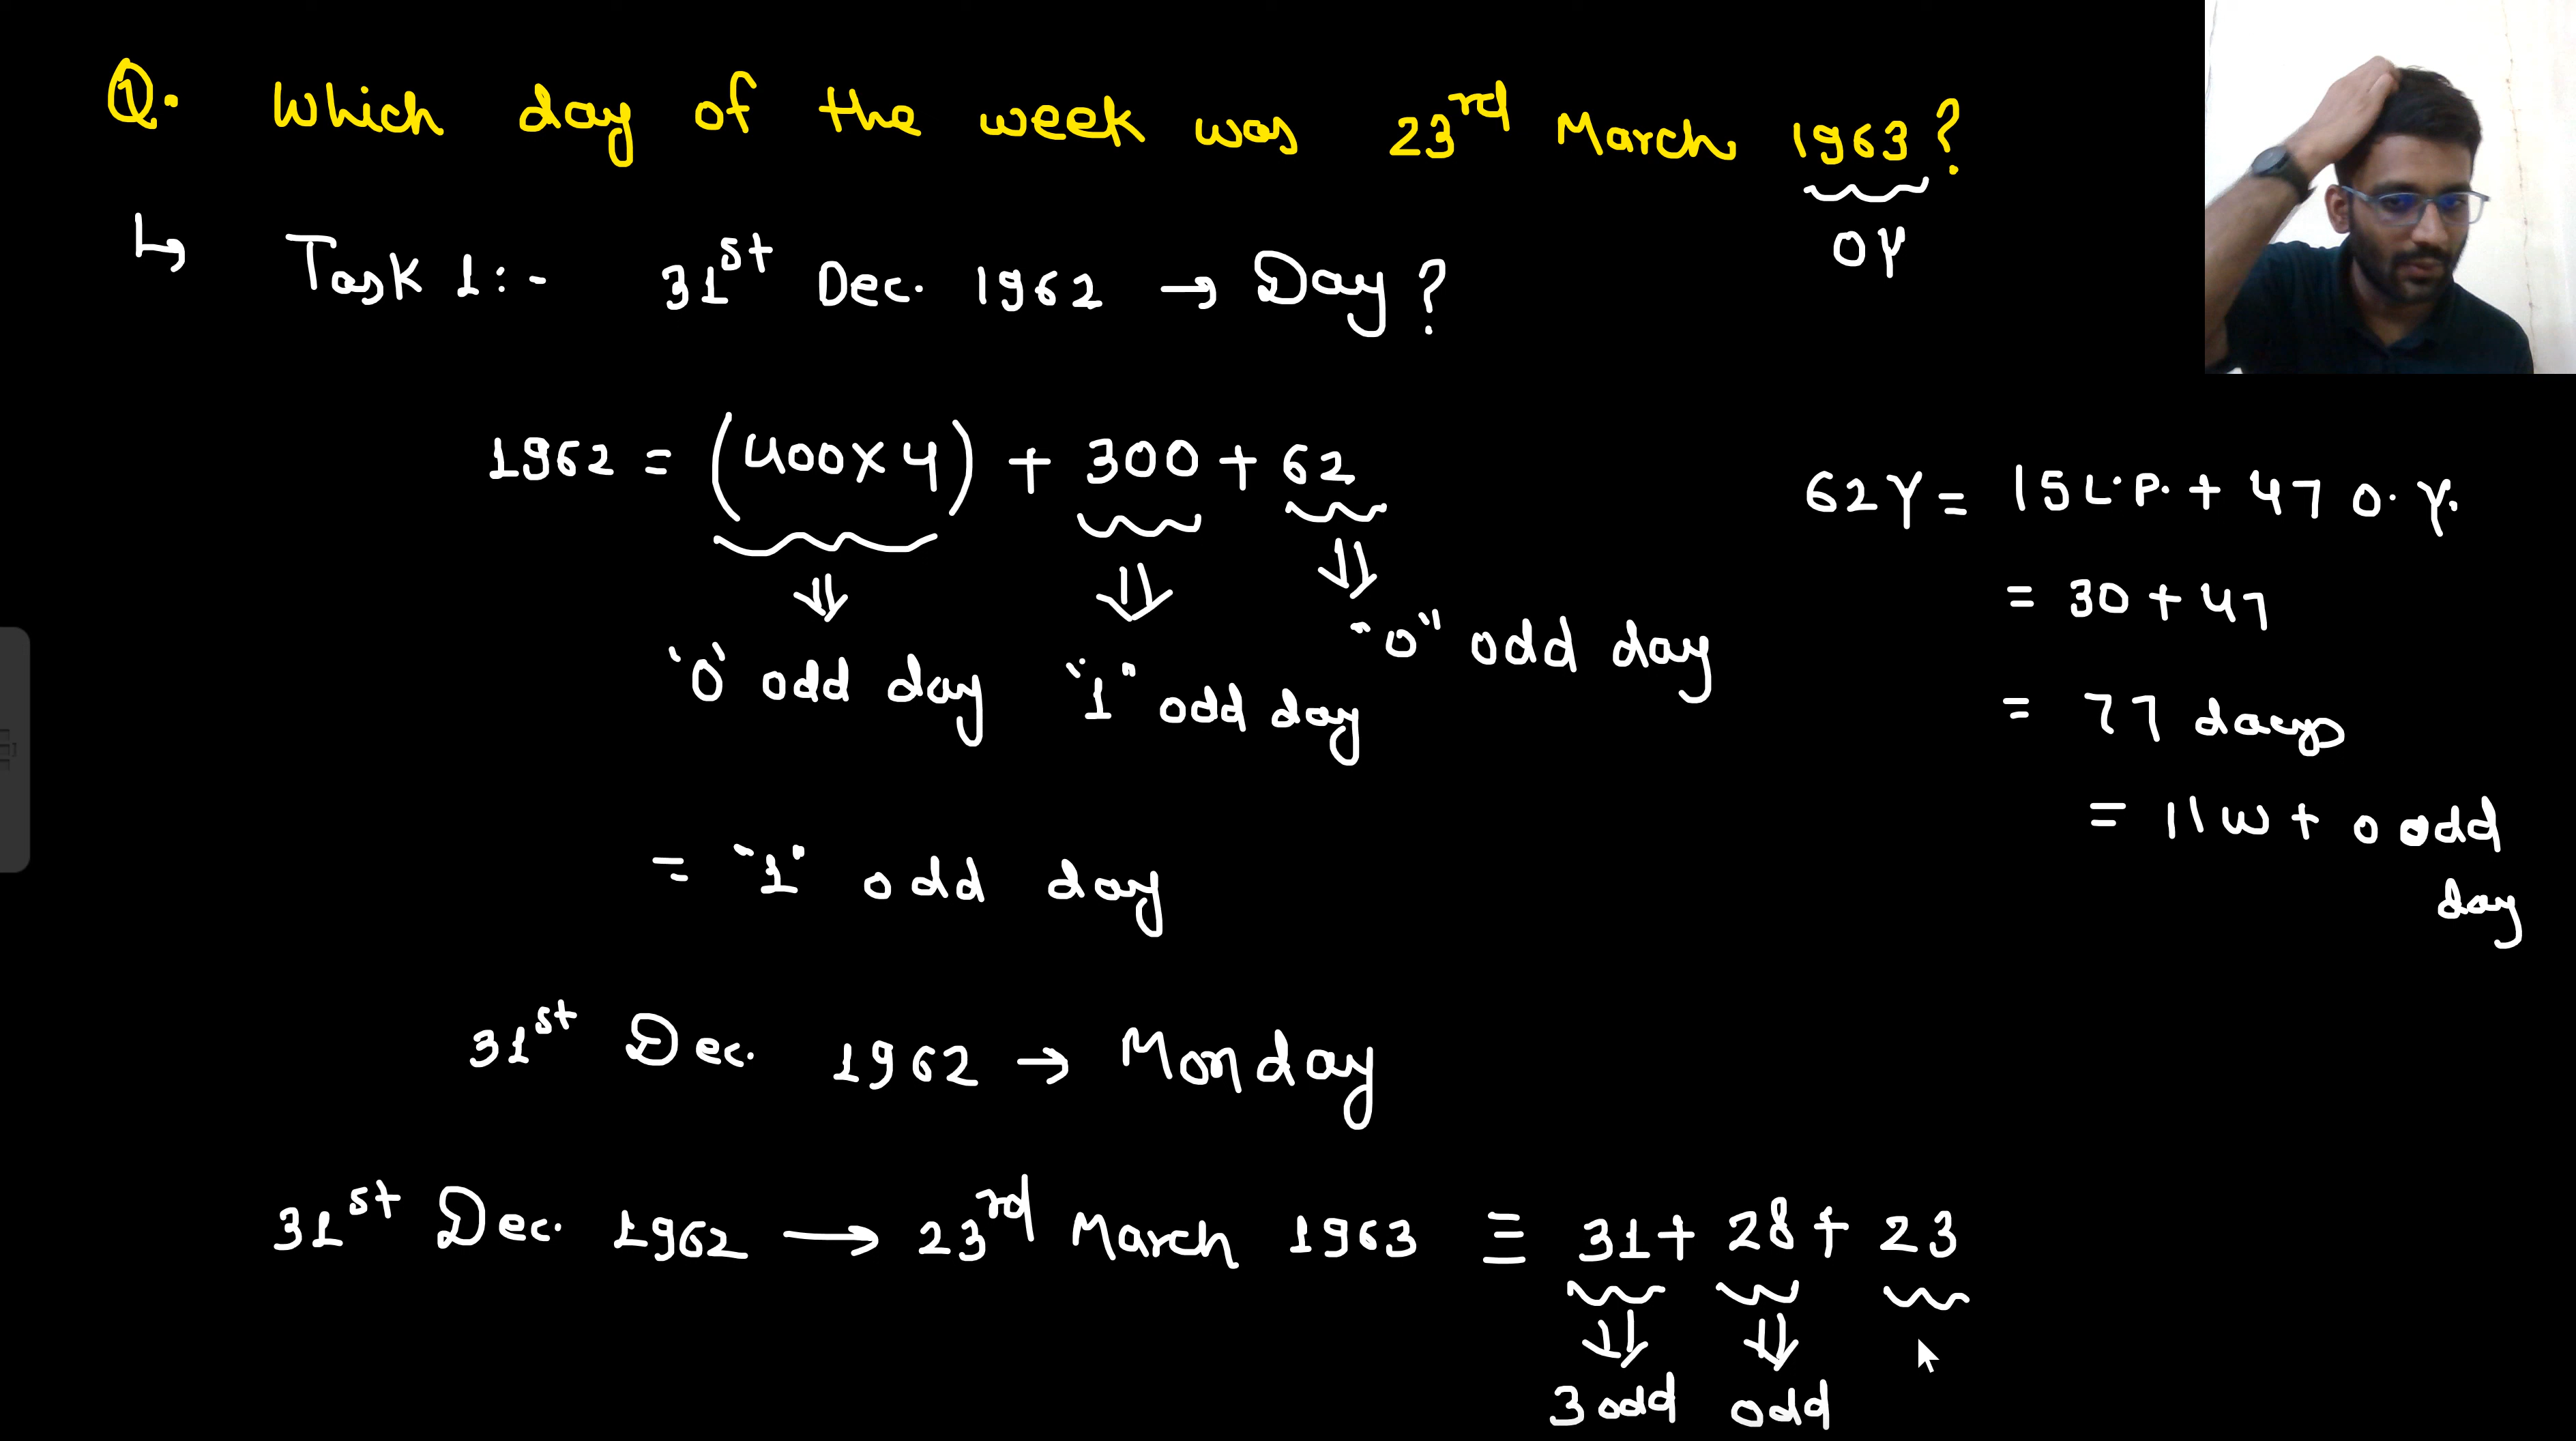 Q. Which day of the week was 23rd March 1963?
OY
↳ Task 1:- 31st Dec. 1962 → Day?
1962 = (400×4) + 300 + 62
⇓ ⇓ ⇓
'0' odd day "1" odd day "0" odd day
= "1" odd day
62Y = 15 L.P. + 47 O.Y.
= 30 + 47
= 77 days
= 11W + 0 odd
day
31st Dec. 1962 → Monday
31st Dec. 1962 → 23rd March 1963 ≡ 31 + 28 + 23
⇓ ⇓
3 odd odd